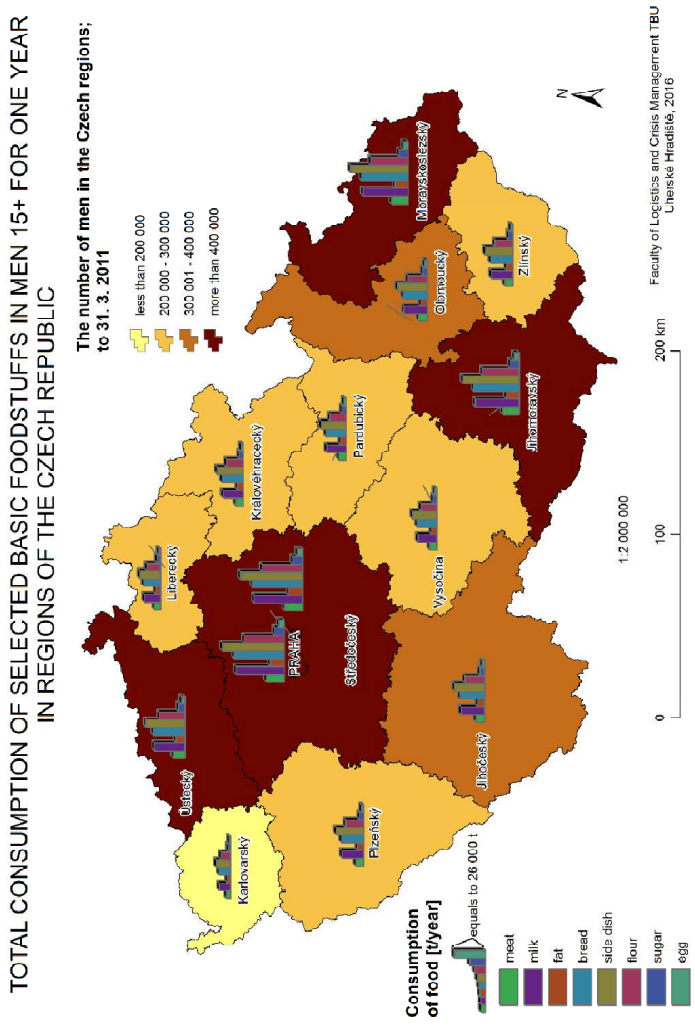 TOTAL CONSUMPTION OF SELECTED BASIC FOODSTUFFS IN MEN 15+ FOR ONE YEAR
IN REGIONS OF THE CZECH REPUBLIC
The number of men in the Czech regions;
to 31. 3. 2011
less than 200 000
200 000 - 300 000
300 001 - 400 000
more than 400 000
N
Liberecký
Ústecký
Karlovarský
Královéhracecký
PRAHA
Středočeský
Pardubický
Plzeňský
Vysočina
Jihočeský
Olomoucký
Moravskoslezský
Zlínský
Jihomoravský
Consumption
of food [t/year]
equals to 26 000 t
meat
milk
fat
bread
side dish
flour
sugar
egg
1:2 000 000
0 100 200 km
Faculty of Logistics and Crisis Management TBU
Uherské Hradiště, 2016